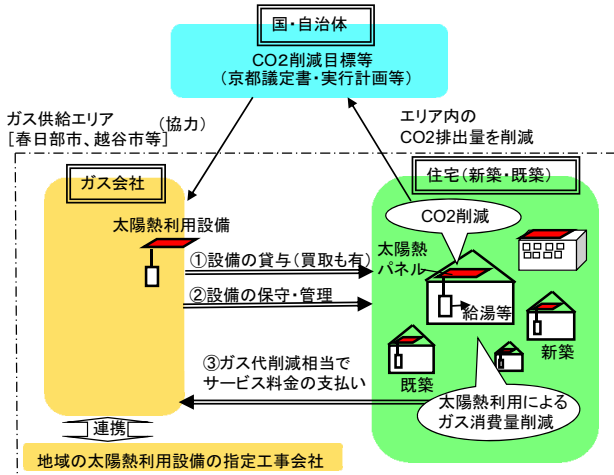 国・自治体
CO2削減目標等
(京都議定書・実行計画等)
ガス供給エリア
[春日部市、越谷市等]
(協力)
エリア内の
CO2排出量を削減
ガス会社
住宅(新築・既築)
太陽熱利用設備
CO2削減
①設備の貸与(買取も有)
太陽熱
パネル
②設備の保守・管理
給湯等
新築
③ガス代削減相当で
サービス料金の支払い
既築
太陽熱利用による
ガス消費量削減
連携
地域の太陽熱利用設備の指定工事会社